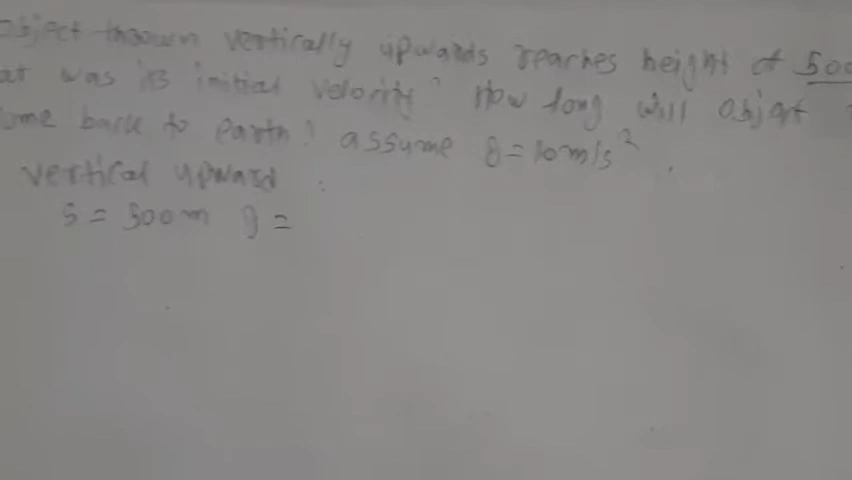 object thrown vertically upwards reaches height of 500
at was its initial velocity? How long will object
ome back to earth? assume g=10m/s²
vertical upward :
s = 500m g =